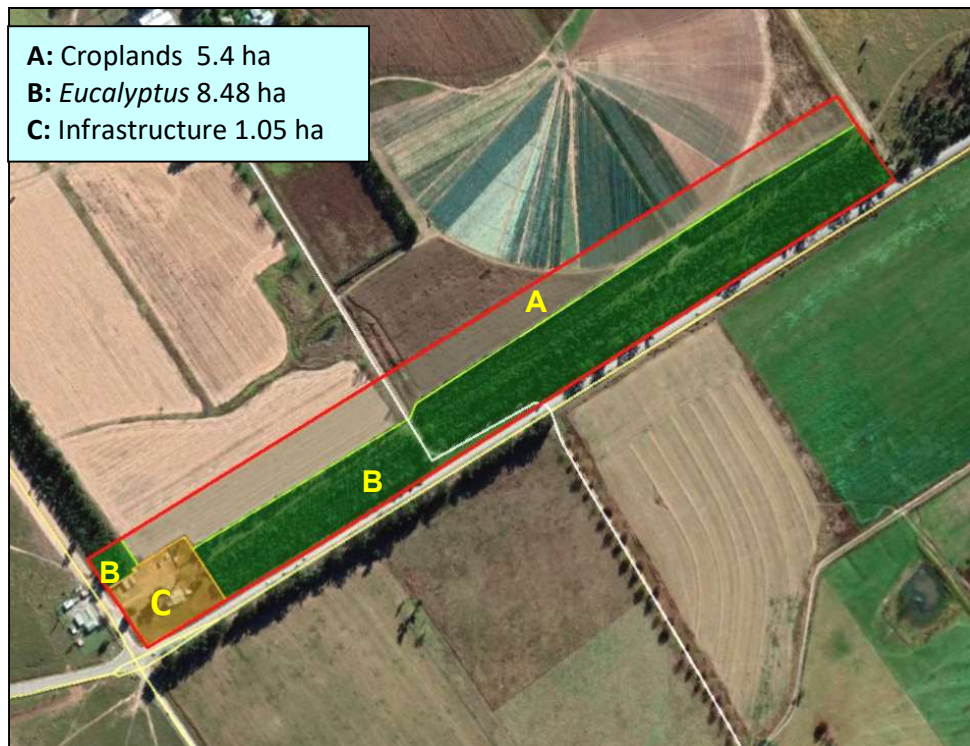 A: Croplands 5.4 ha
B: Eucalyptus 8.48 ha
C: Infrastructure 1.05 ha
A
B
B
C